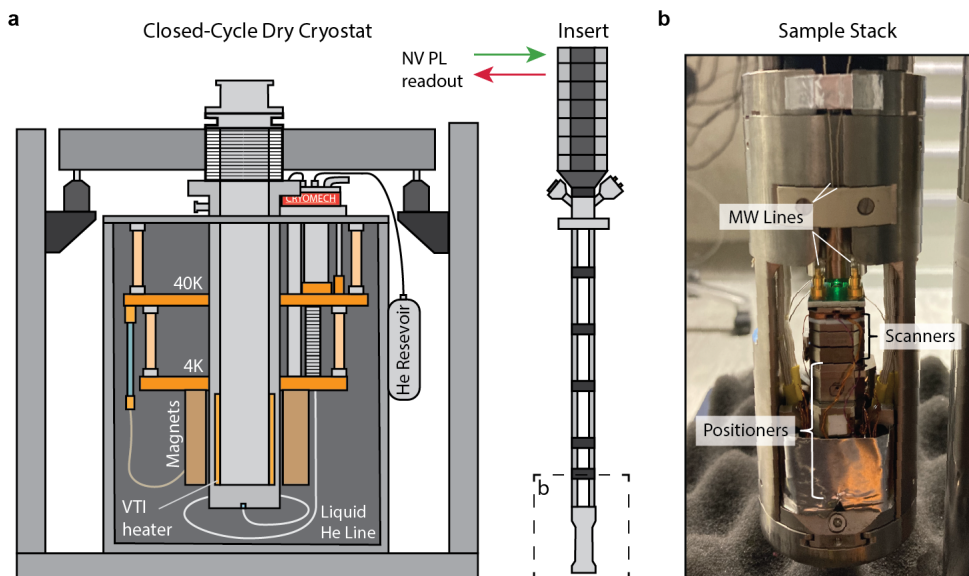 a
Closed-Cycle Dry Cryostat
CRYOMECH
40K
4K
He Resevoir
Magnets
VTI
heater
Liquid
He Line
NV PL
readout
Insert
b
b
Sample Stack
MW Lines
Scanners
Positioners